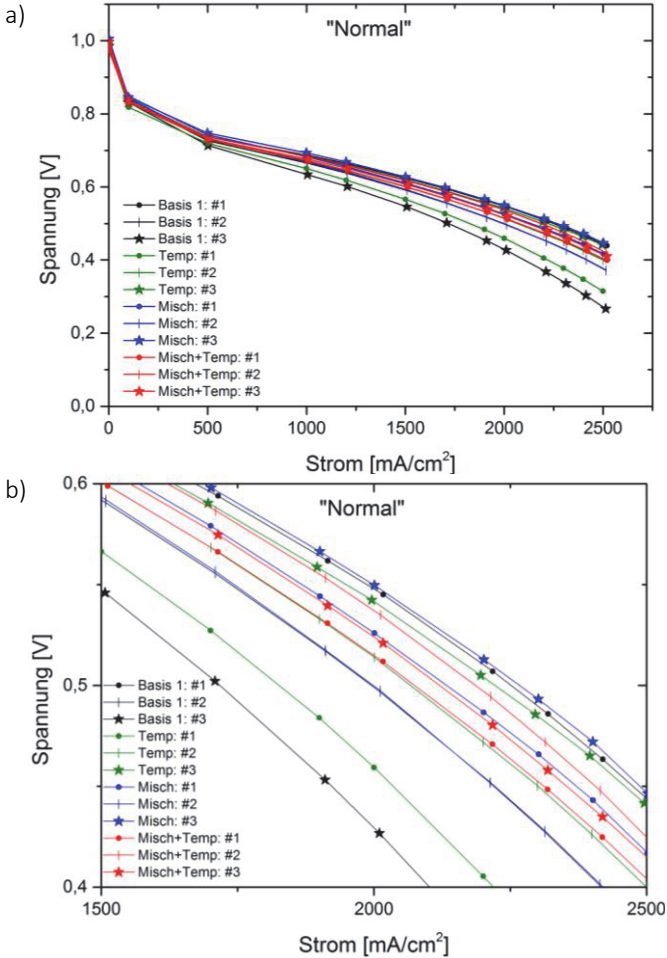 a)
"Normal"
1,0
0,8
0,6
0,4
0,2
0,0
Spannung [V]
Basis 1: #1
Basis 1: #2
Basis 1: #3
Temp: #1
Temp: #2
Temp: #3
Misch: #1
Misch: #2
Misch: #3
Misch+Temp: #1
Misch+Temp: #2
Misch+Temp: #3
0 500 1000 1500 2000 2500
Strom [mA/cm²]
b)
"Normal"
0,6
0,5
0,4
Spannung [V]
Basis 1: #1
Basis 1: #2
Basis 1: #3
Temp: #1
Temp: #2
Temp: #3
Misch: #1
Misch: #2
Misch: #3
Misch+Temp: #1
Misch+Temp: #2
Misch+Temp: #3
1500 2000 2500
Strom [mA/cm²]